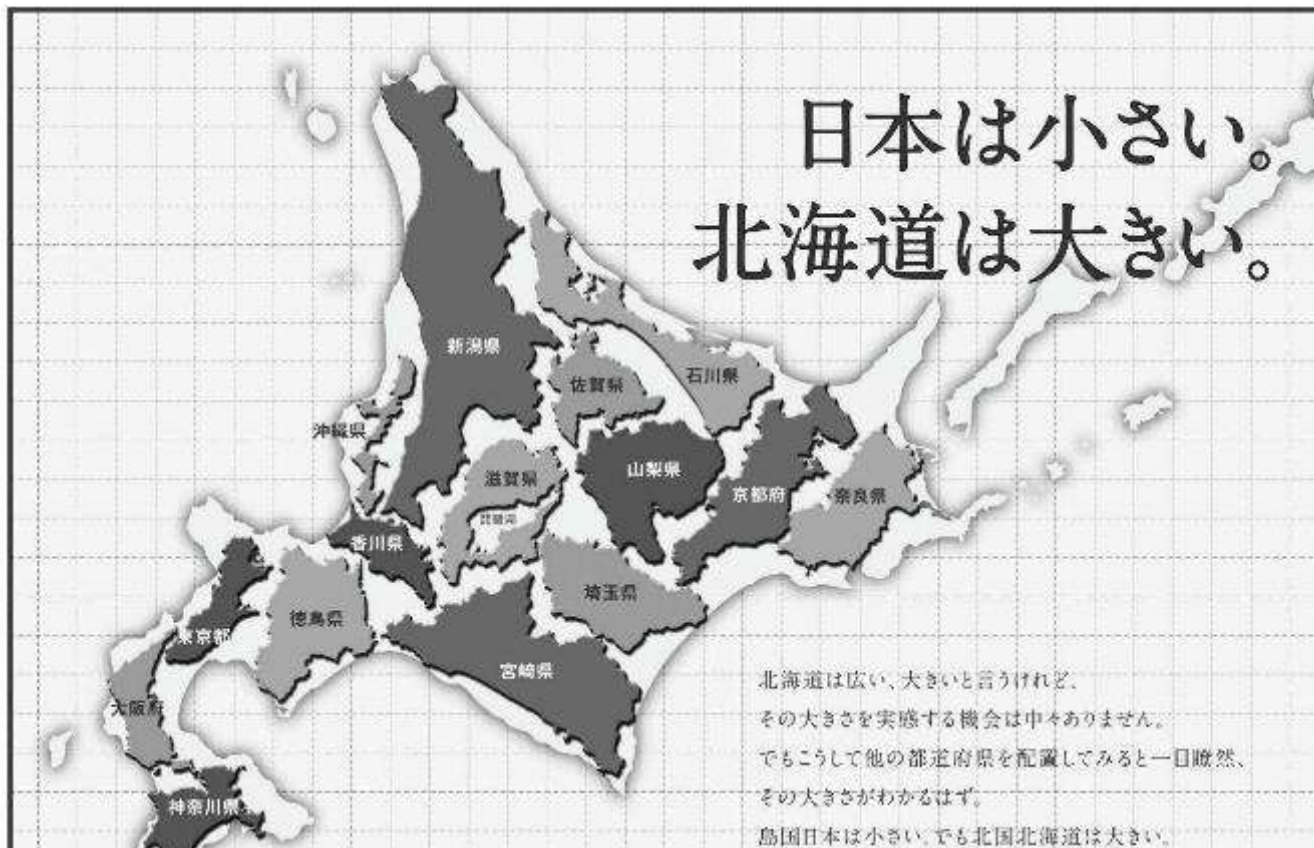 日本は小さい。
北海道は大きい。
新潟県
佐賀県
石川県
沖縄県
滋賀県
琵琶湖
山梨県
京都府
奈良県
香川県
埼玉県
徳島県
東京都
宮崎県
大阪府
神奈川県
北海道は広い、大きいと言うけれど、
その大きさを実感する機会は中々ありません。
でもこうして他の都道府県を配置してみると一目瞭然、
その大きさがわかるはず。
島国日本は小さい。でも北国北海道は大きい。